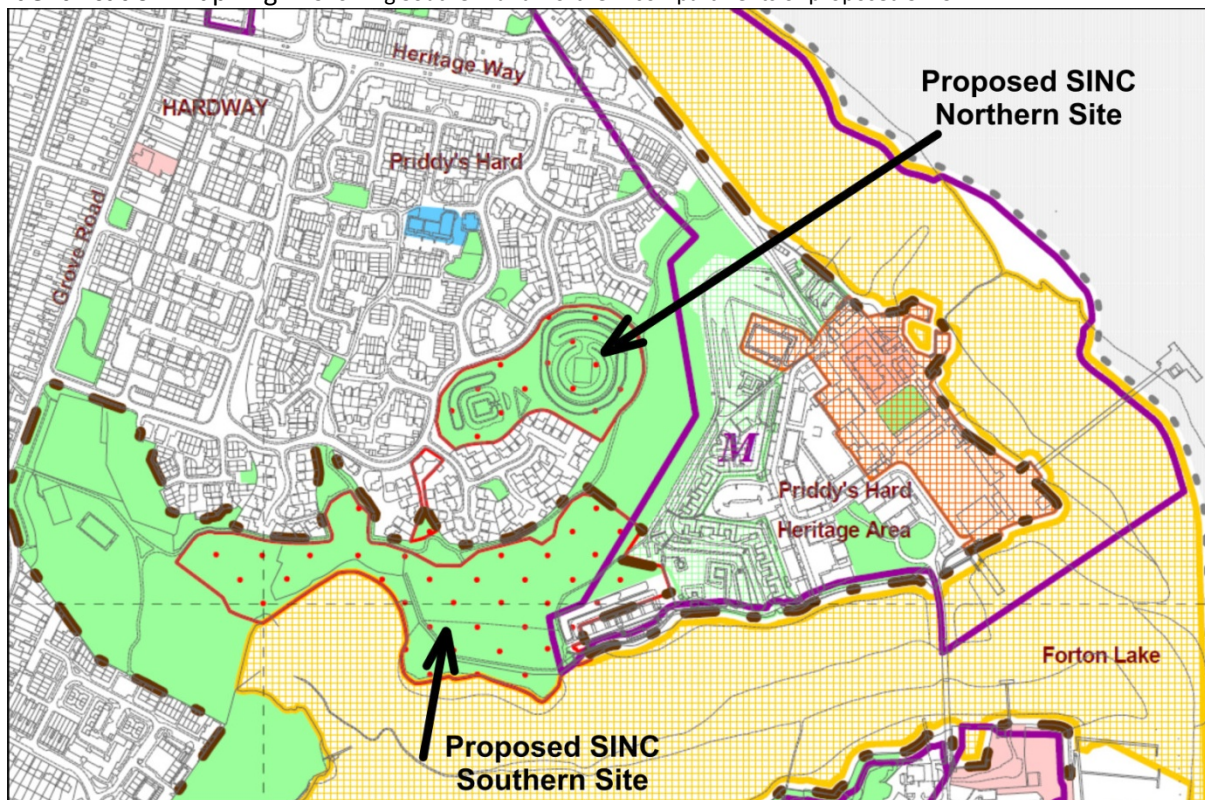 Heritage Way
HARDWAY
Proposed SINC
Northern Site
Priddy's Hard
Grove Road
M
Priddy's Hard
Heritage Area
Forton Lake
Proposed SINC
Southern Site